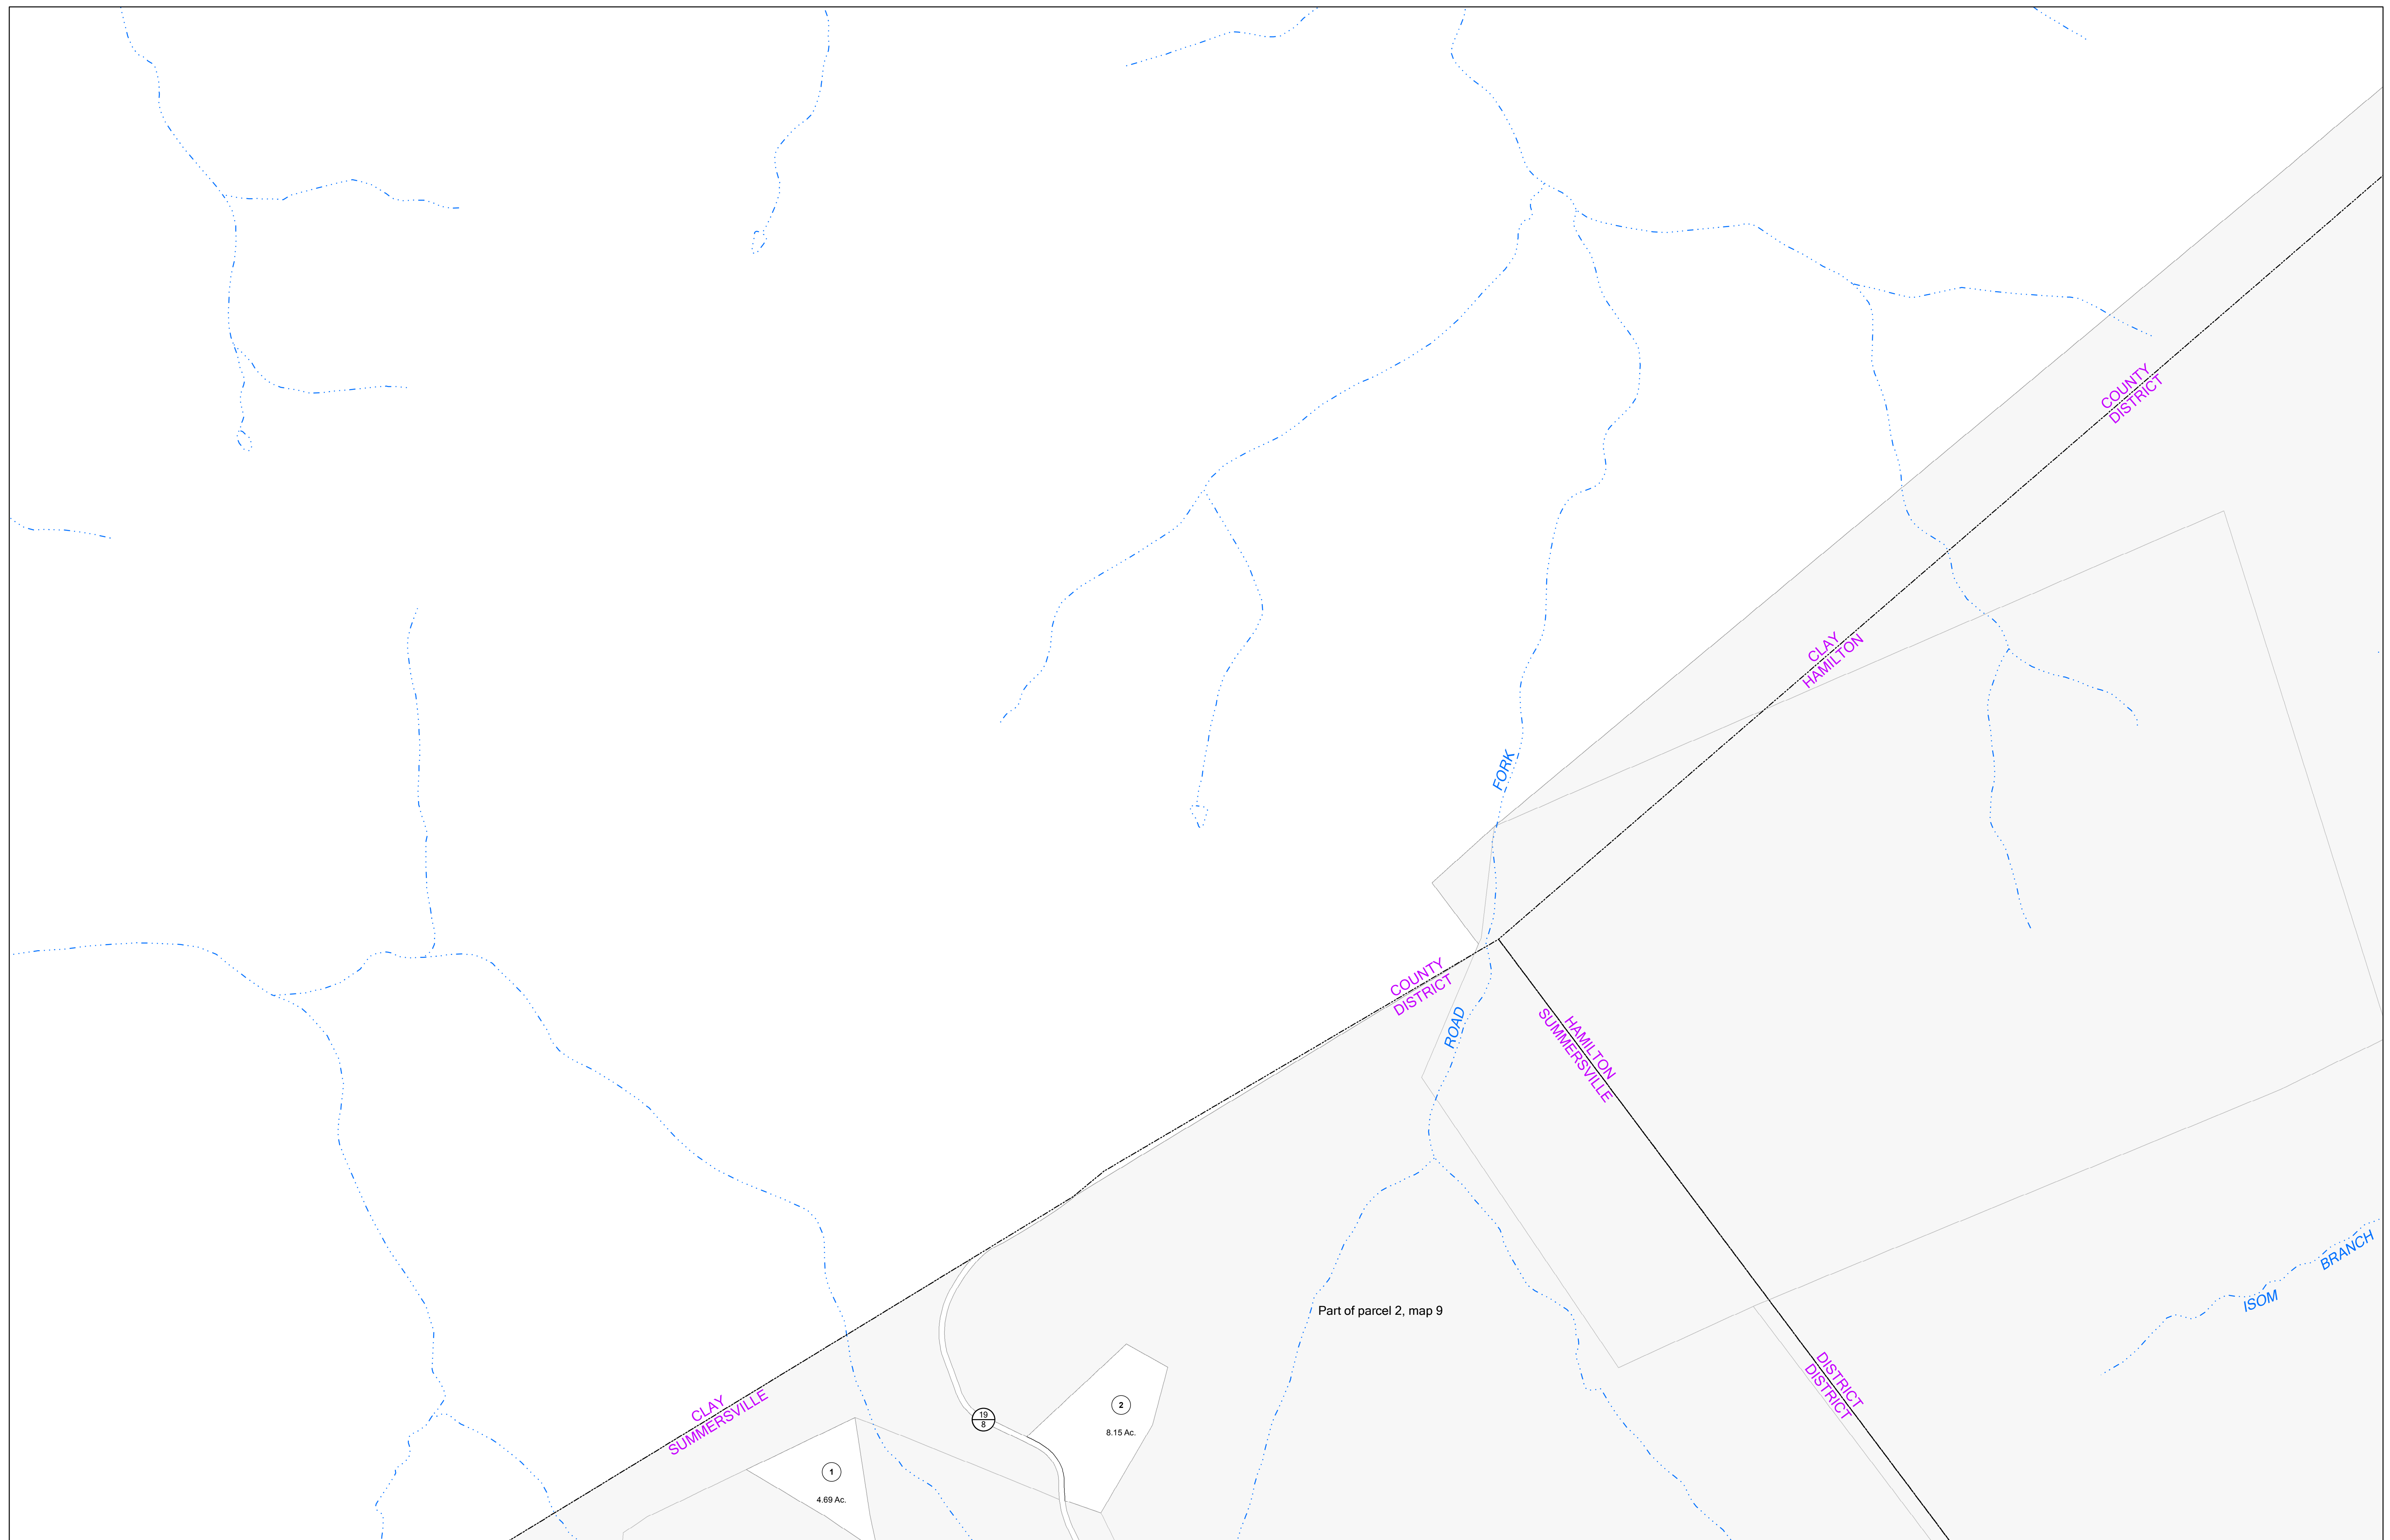 COUNTY
DISTRICT
CLAY
HAMILTON
FORK
COUNTY
DISTRICT
ROAD
HAMILTON
SUMMERSVILLE
BRANCH
ISOM
Part of parcel 2, map 9
DISTRICT
DISTRICT
CLAY
SUMMERSVILLE
2
8.15 Ac.
19
8
1
4.69 Ac.